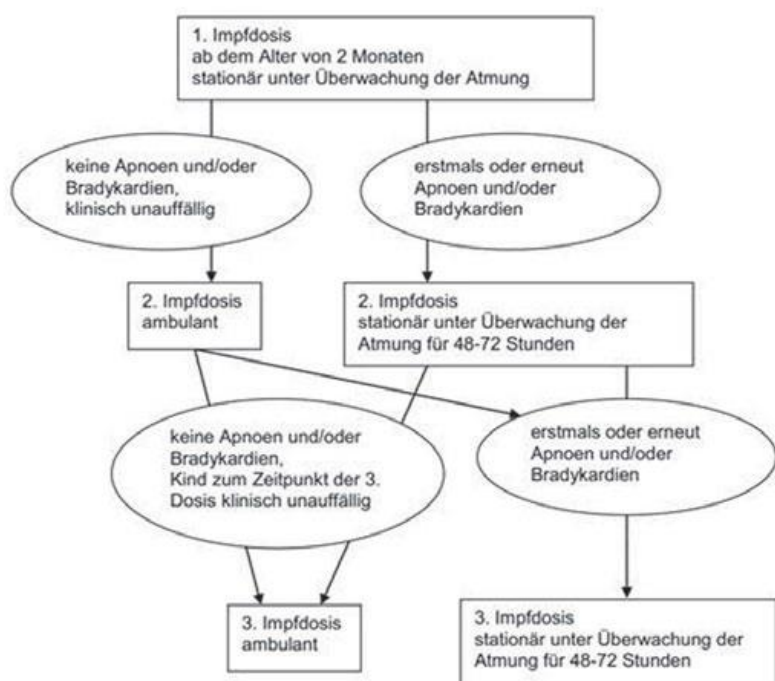 1. Impfdosis
ab dem Alter von 2 Monaten
stationär unter Überwachung der Atmung
keine Apnoen und/oder
Bradykardien,
klinisch unauffällig
erstmals oder erneut
Apnoen und/oder
Bradykardien
2. Impfdosis
ambulant
2. Impfdosis
stationär unter Überwachung der
Atmung für 48-72 Stunden
keine Apnoen und/oder
Bradykardien,
Kind zum Zeitpunkt der 3.
Dosis klinisch unauffällig
erstmals oder erneut
Apnoen und/oder
Bradykardien
3. Impfdosis
ambulant
3. Impfdosis
stationär unter Überwachung der
Atmung für 48-72 Stunden